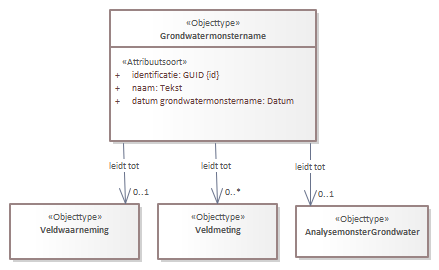 «Objecttype»
Grondwatermonstername
«Attribuutsoort»
+ identificatie: GUID {id}
+ naam: Tekst
+ datum grondwatermonstername: Datum
leidt tot
leidt tot
leidt tot
0..1
0..*
0..1
«Objecttype»
Veldwaarneming
«Objecttype»
Veldmeting
«Objecttype»
AnalysemonsterGrondwater